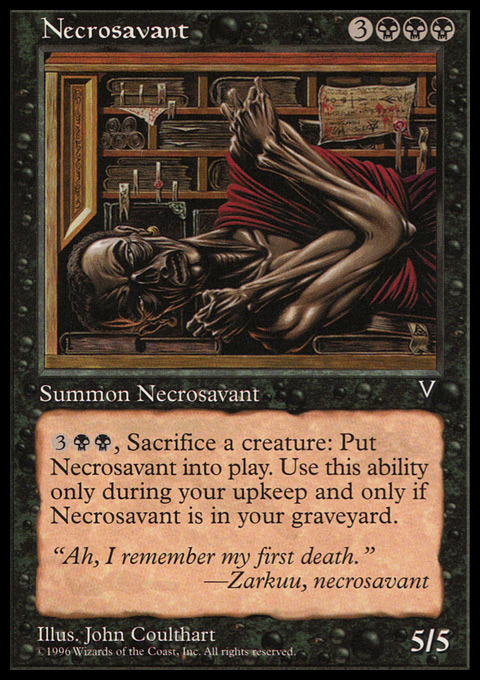 Necrosavant 3
Summon Necrosavant V
3, Sacrifice a creature: Put
Necrosavant into play. Use this ability
only during your upkeep and only if
Necrosavant is in your graveyard.
“Ah, I remember my first death.”
—Zarkuu, necrosavant
Illus. John Coulthart
©1996 Wizards of the Coast, Inc. All rights reserved.
5/5